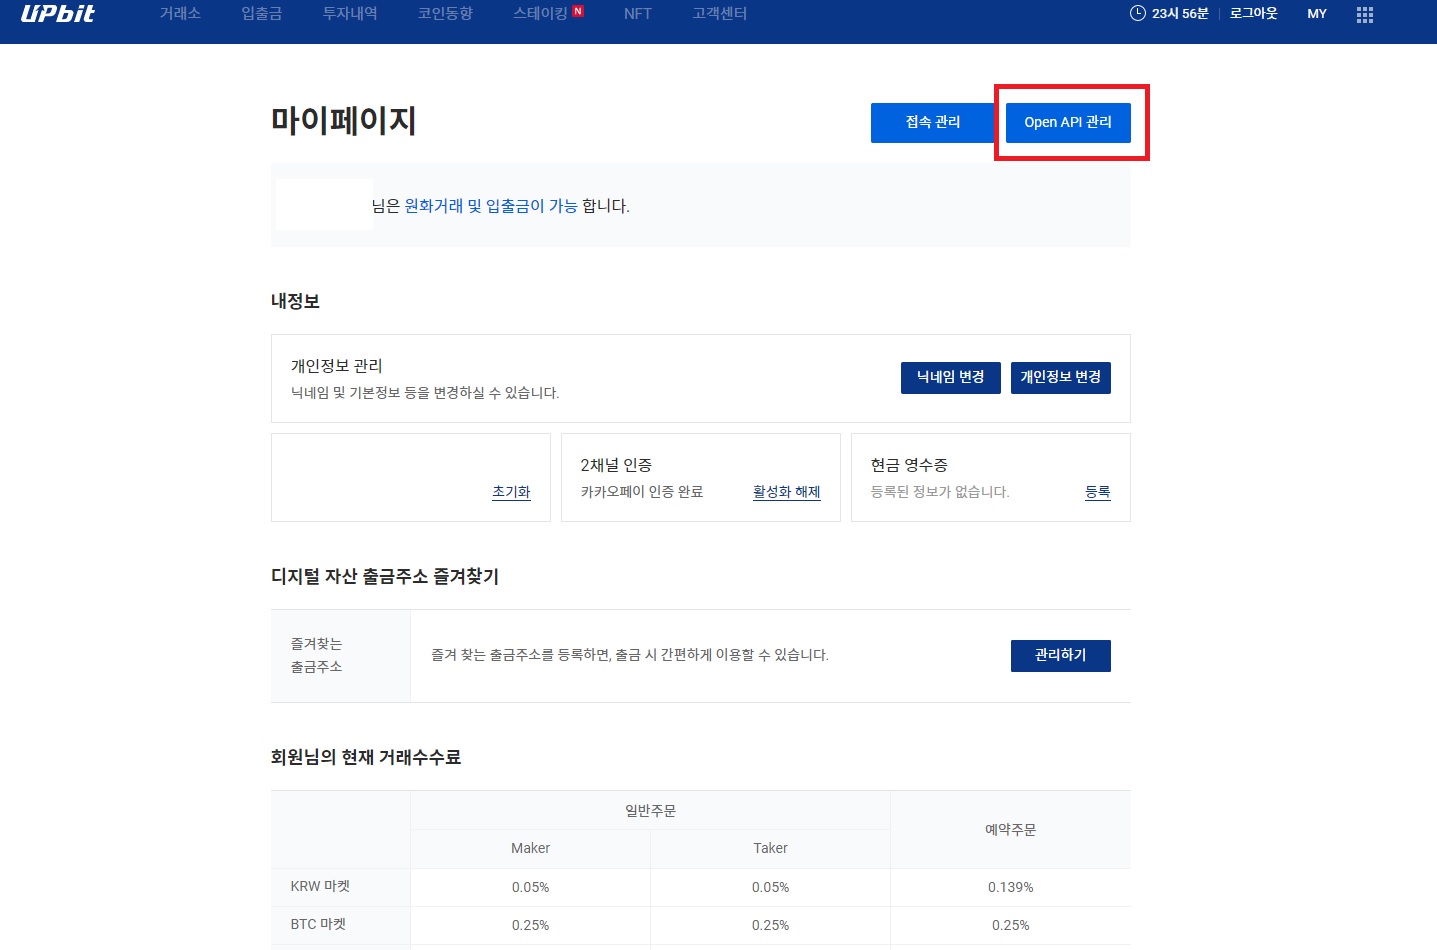 UPbit 거래소 입출금 투자내역 코인동향 스테이킹 N NFT 고객센터 23시 56분 로그아웃 MY
마이페이지 접속 관리 Open API 관리
님은 원화거래 및 입출금이 가능 합니다.
내정보
개인정보 관리
닉네임 및 기본정보 등을 변경하실 수 있습니다.
닉네임 변경 개인정보 변경
초기화
2채널 인증
카카오페이 인증 완료 활성화 해제
현금 영수증
등록된 정보가 없습니다. 등록
디지털 자산 출금주소 즐겨찾기
즐겨찾는
출금주소
즐겨 찾는 출금주소를 등록하면, 출금 시 간편하게 이용할 수 있습니다. 관리하기
회원님의 현재 거래수수료
일반주문 예약주문
Maker Taker
KRW 마켓 0.05% 0.05% 0.139%
BTC 마켓 0.25% 0.25% 0.25%